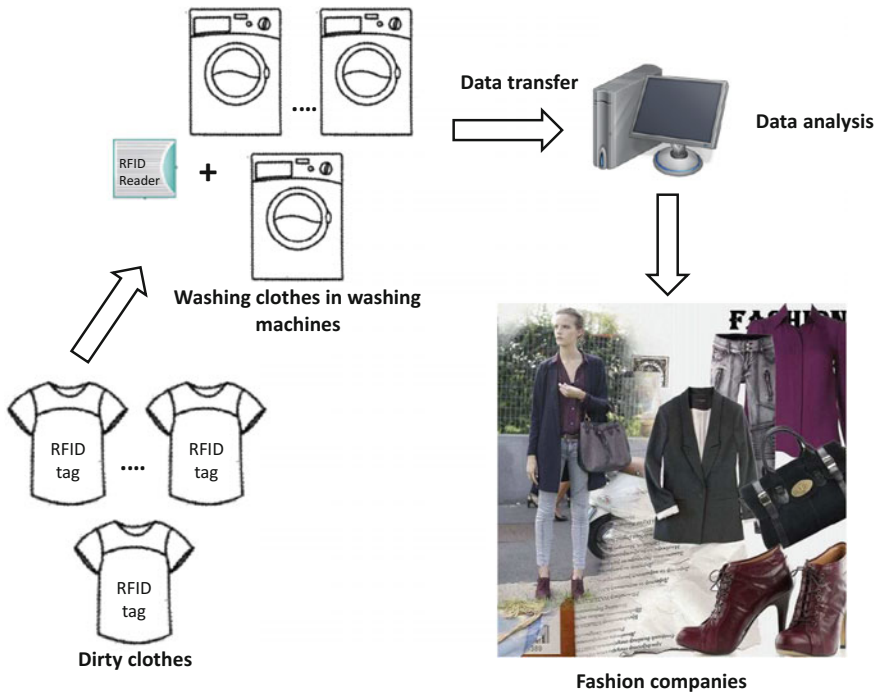 RFID
Reader
+
....
Washing clothes in washing
machines
Data transfer
Data analysis
RFID
tag
....
RFID
tag
RFID
tag
Dirty clothes
FASHION
Fashion companies